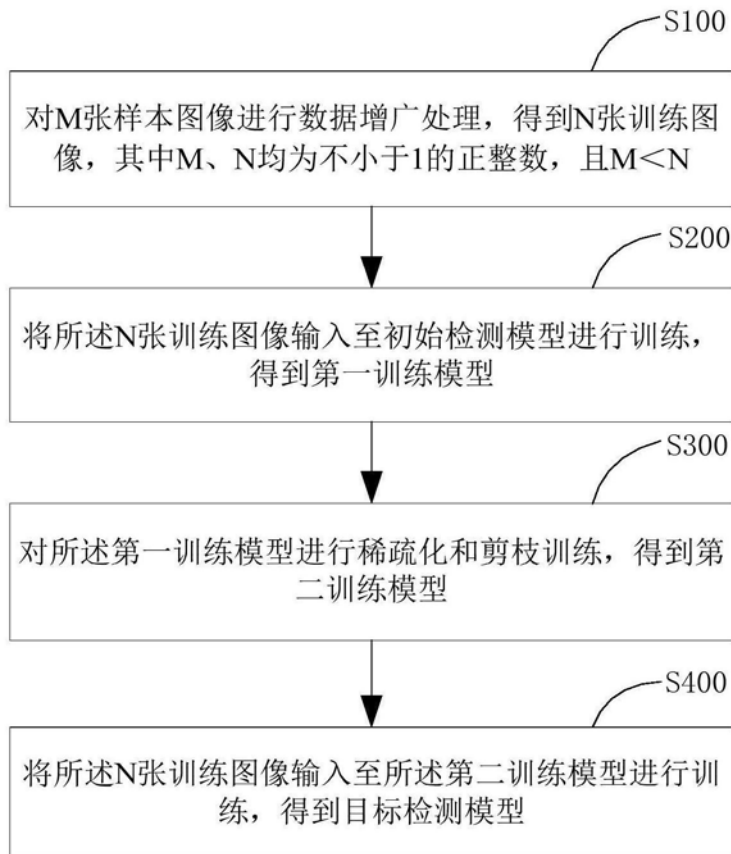 S100
对M张样本图像进行数据增广处理，得到N张训练图
像，其中M、N均为不小于1的正整数，且M＜N
S200
将所述N张训练图像输入至初始检测模型进行训练，
得到第一训练模型
S300
对所述第一训练模型进行稀疏化和剪枝训练，得到第
二训练模型
S400
将所述N张训练图像输入至所述第二训练模型进行训
练，得到目标检测模型